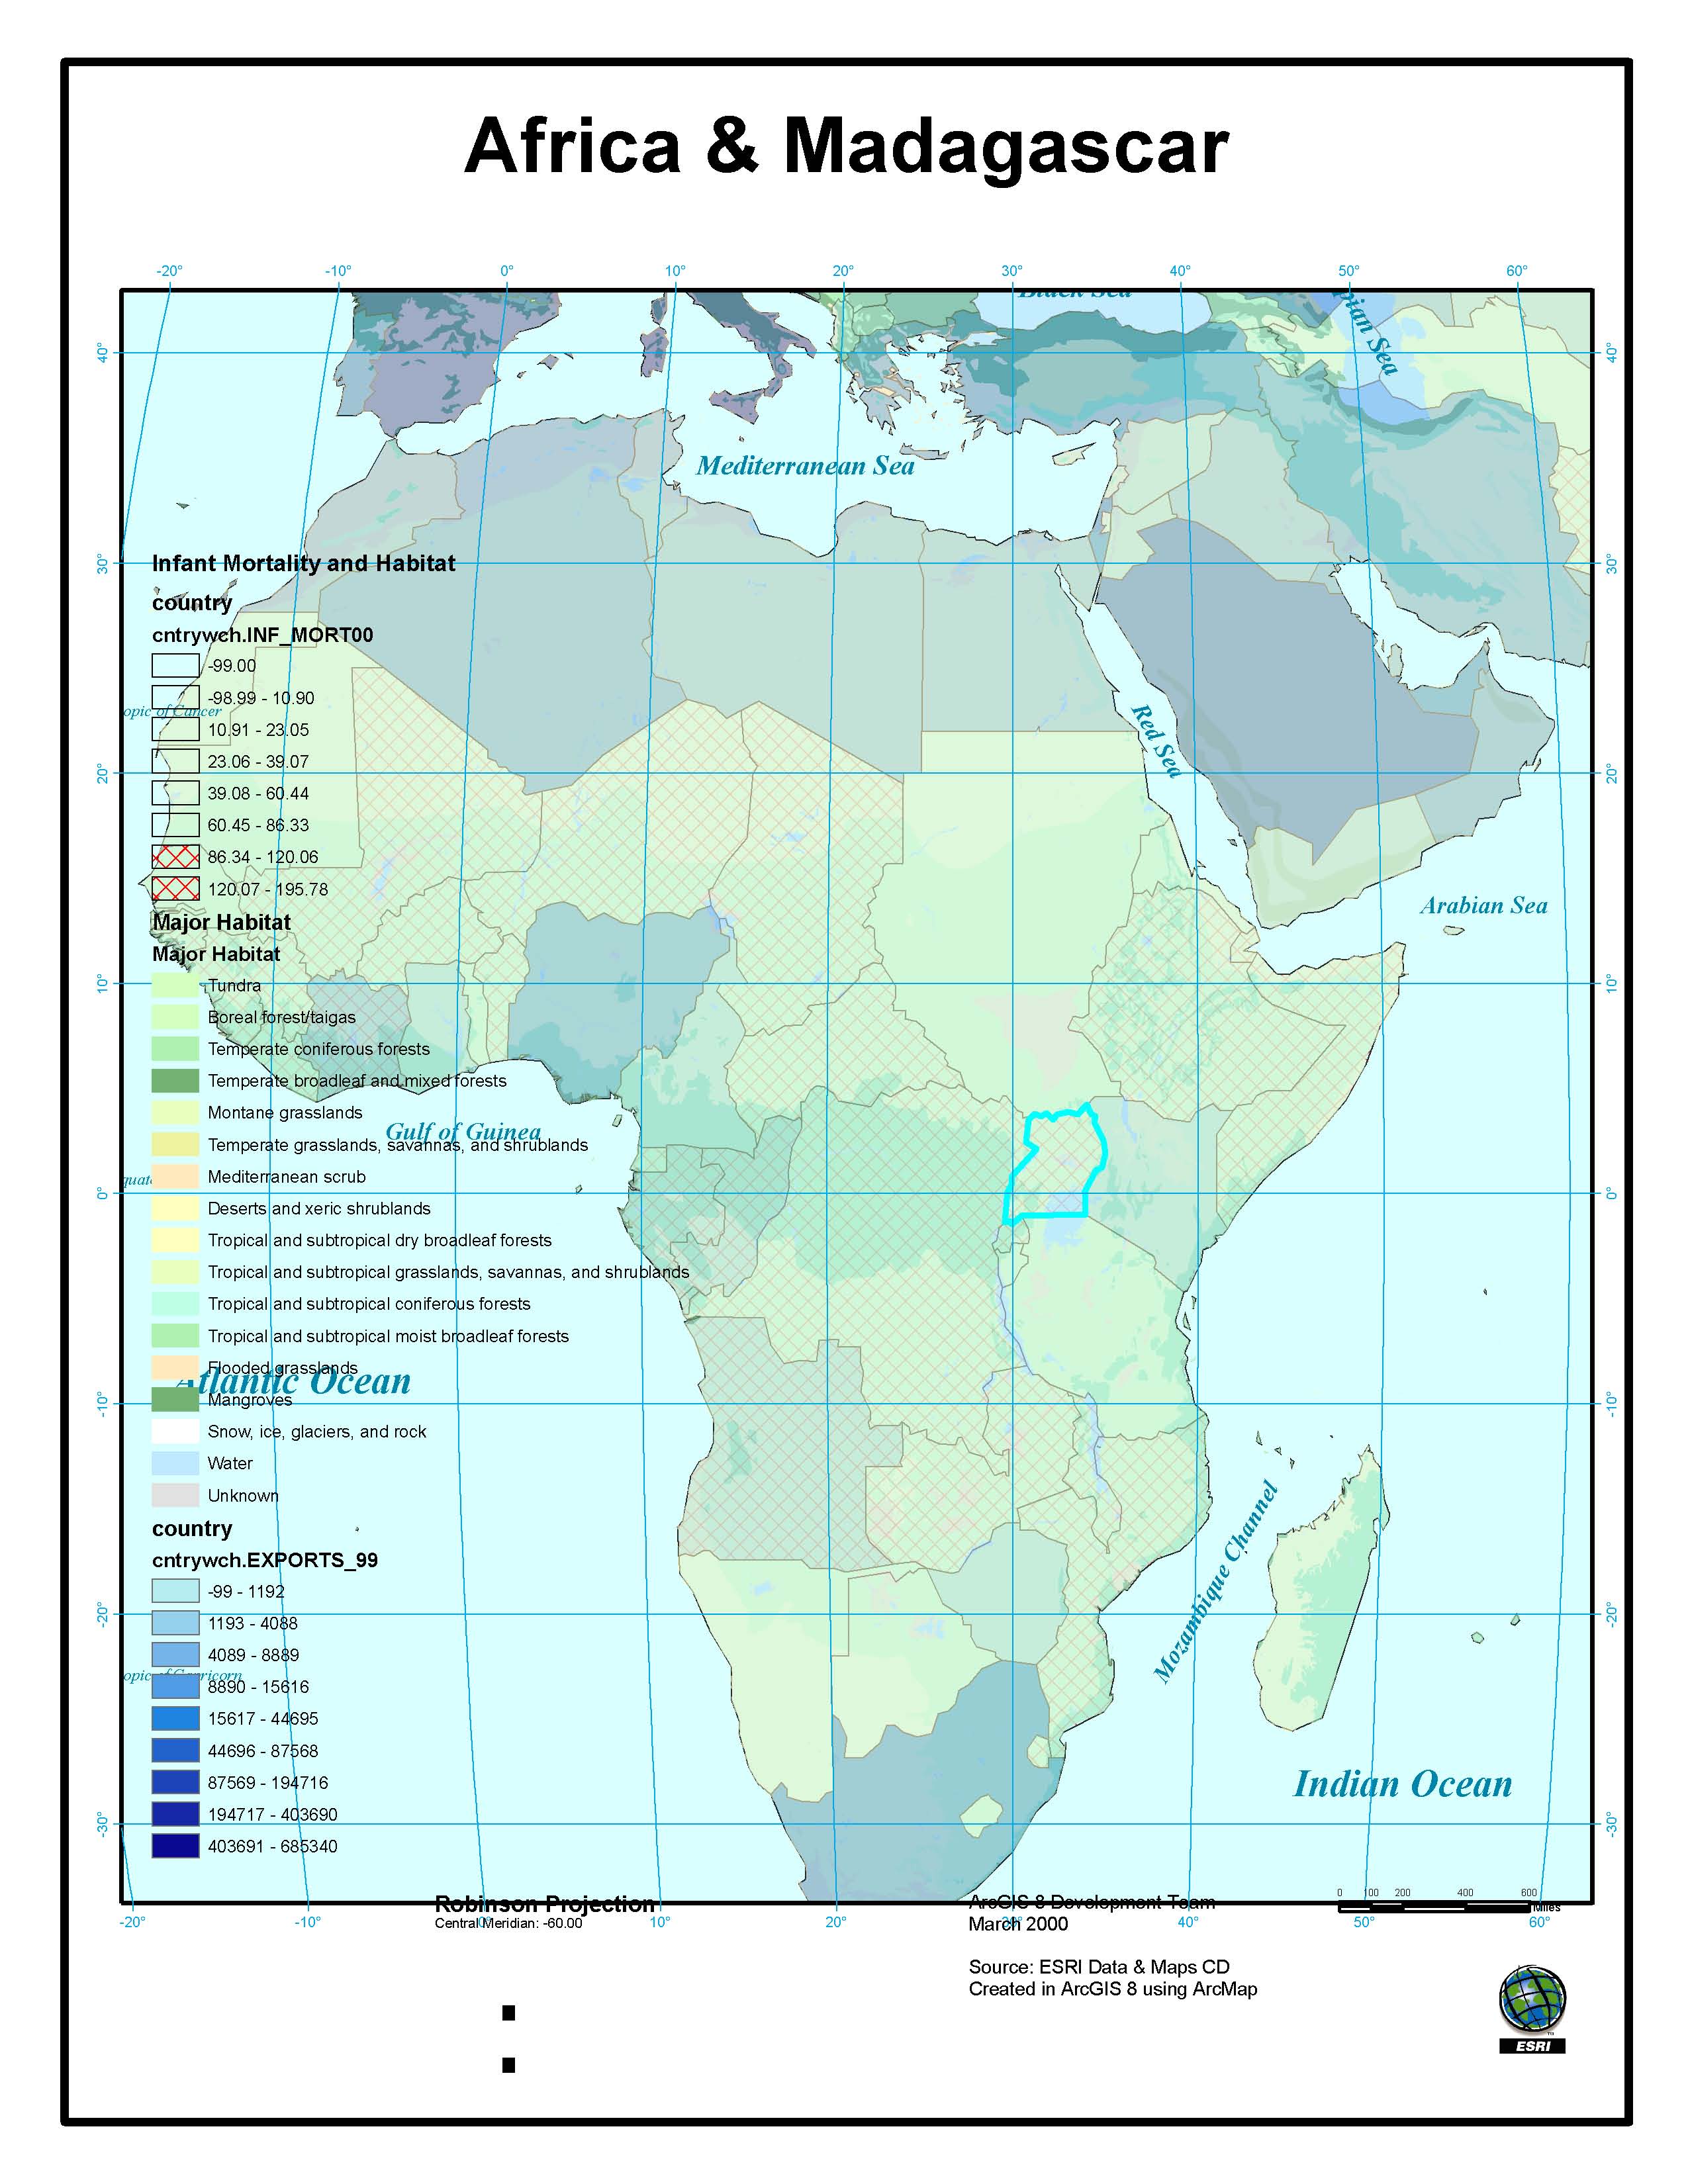 Africa & Madagascar
-20° -10° 0° 10° 20° 30° 40° 50° 60°
Black Sea
40° 40°
Mediterranean Sea
30° 30°
Infant Mortality and Habitat
country
cntrywch.INF_MORT00
-99.00
-98.99 - 10.90
opic of Cancer
10.91 - 23.05
Red Sea
23.06 - 39.07
20° 20°
39.08 - 60.44
60.45 - 86.33
86.34 - 120.06
120.07 - 195.78
Arabian Sea
Major Habitat
Major Habitat
10° 10°
Tundra
Boreal forest/taigas
Temperate coniferous forests
Temperate broadleaf and mixed forests
Montane grasslands
Gulf of Guinea
Temperate grasslands, savannas, and shrublands
Mediterranean scrub
0° 0°
Deserts and xeric shrublands
Tropical and subtropical dry broadleaf forests
Tropical and subtropical grasslands, savannas, and shrublands
Tropical and subtropical coniferous forests
Tropical and subtropical moist broadleaf forests
Flooded grasslands
Atlantic Ocean
Mangroves
-10° -10°
Snow, ice, glaciers, and rock
Water
Unknown
Mozambique Channel
country
cntrywch.EXPORTS_99
-99 - 1192
1193 - 4088
-20° -20°
4089 - 8889
opic of Capricorn
8890 - 15616
15617 - 44695
44696 - 87568
87569 - 194716
Indian Ocean
194717 - 403690
-30° -30°
403691 - 685340
Robinson Projection
Central Meridian: -60.00
ArcGIS 8 Development Team
March 2000
0 100 200 400 600
Miles
-20° -10° 0° 10° 20° 30° 40° 50° 60°
Source: ESRI Data & Maps CD
Created in ArcGIS 8 using ArcMap
ESRI